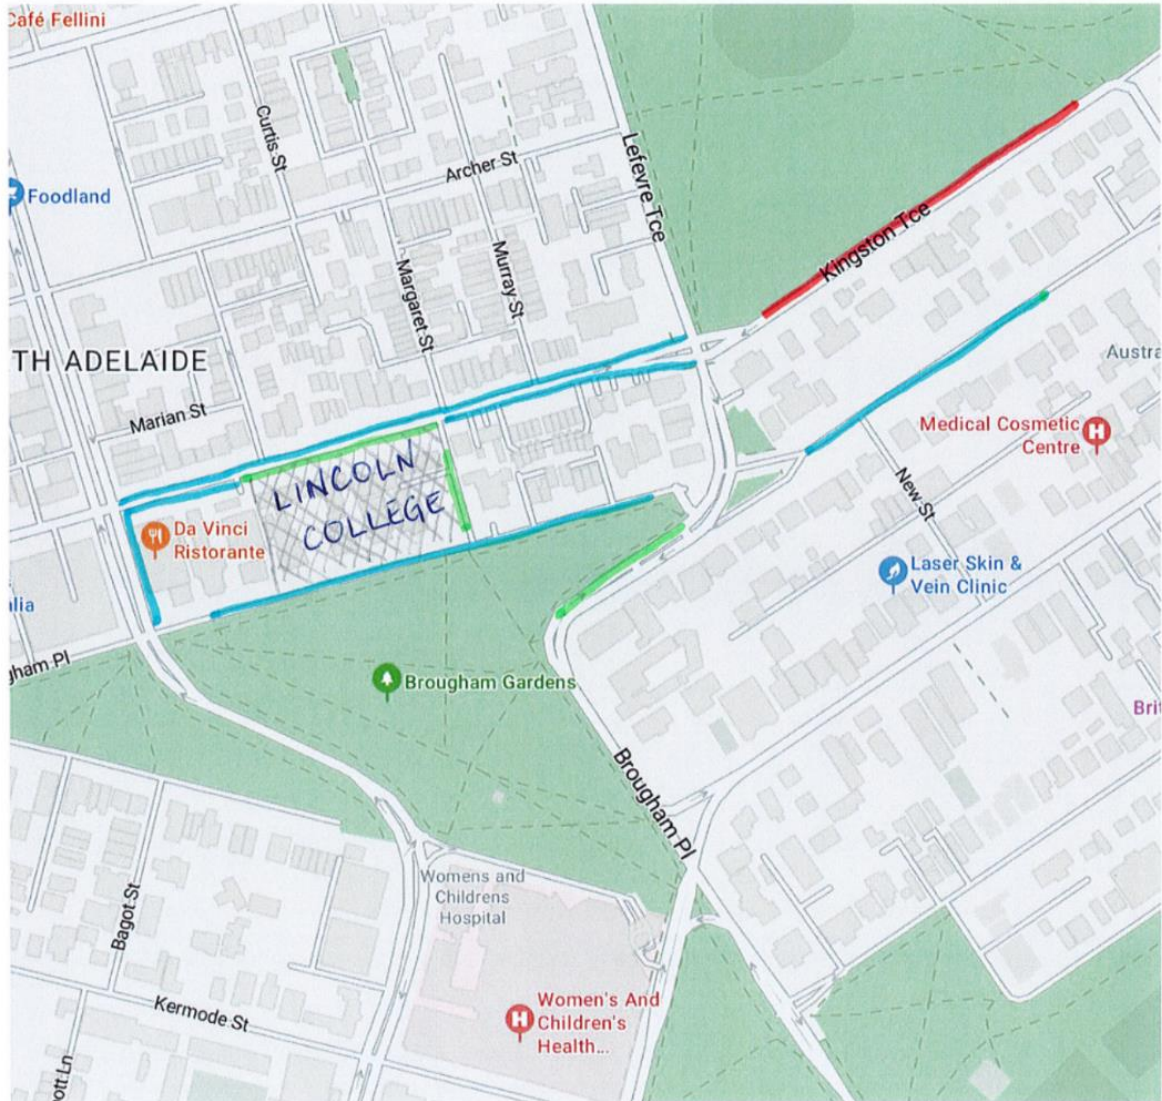 Café Fellini
Curtis St
Archer St
Lefevre Tce
Foodland
Kingston Tce
Margaret St
Murray St
TH ADELAIDE
Marian St
Austra
Medical Cosmetic
Centre
LINCOLN
COLLEGE
New St
Da Vinci
Ristorante
Laser Skin &
Vein Clinic
lia
gham Pl
Brougham Gardens
Brit
Brougham Pl
Womens and
Childrens
Hospital
Bagot St
Women's And
Children's
Health...
Kermode St
ott Ln